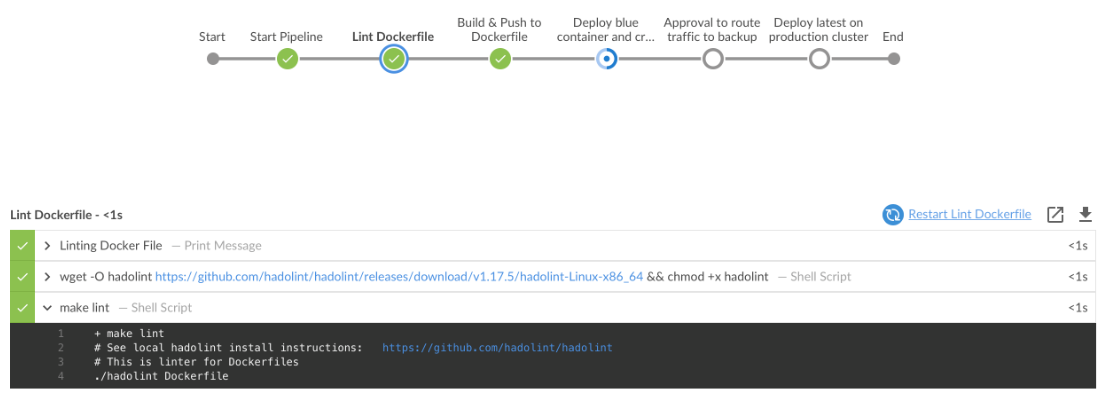 Start
Start Pipeline
Lint Dockerfile
Build & Push to
Dockerfile
Deploy blue
container and cr...
Approval to route
traffic to backup
Deploy latest on
production cluster
End
Lint Dockerfile - <1s
Restart Lint Dockerfile
Linting Docker File — Print Message <1s
wget -O hadolint https://github.com/hadolint/hadolint/releases/download/v1.17.5/hadolint-Linux-x86_64 && chmod +x hadolint — Shell Script <1s
make lint — Shell Script <1s
1 + make lint
2 # See local hadolint install instructions: https://github.com/hadolint/hadolint
3 # This is linter for Dockerfiles
4 ./hadolint Dockerfile